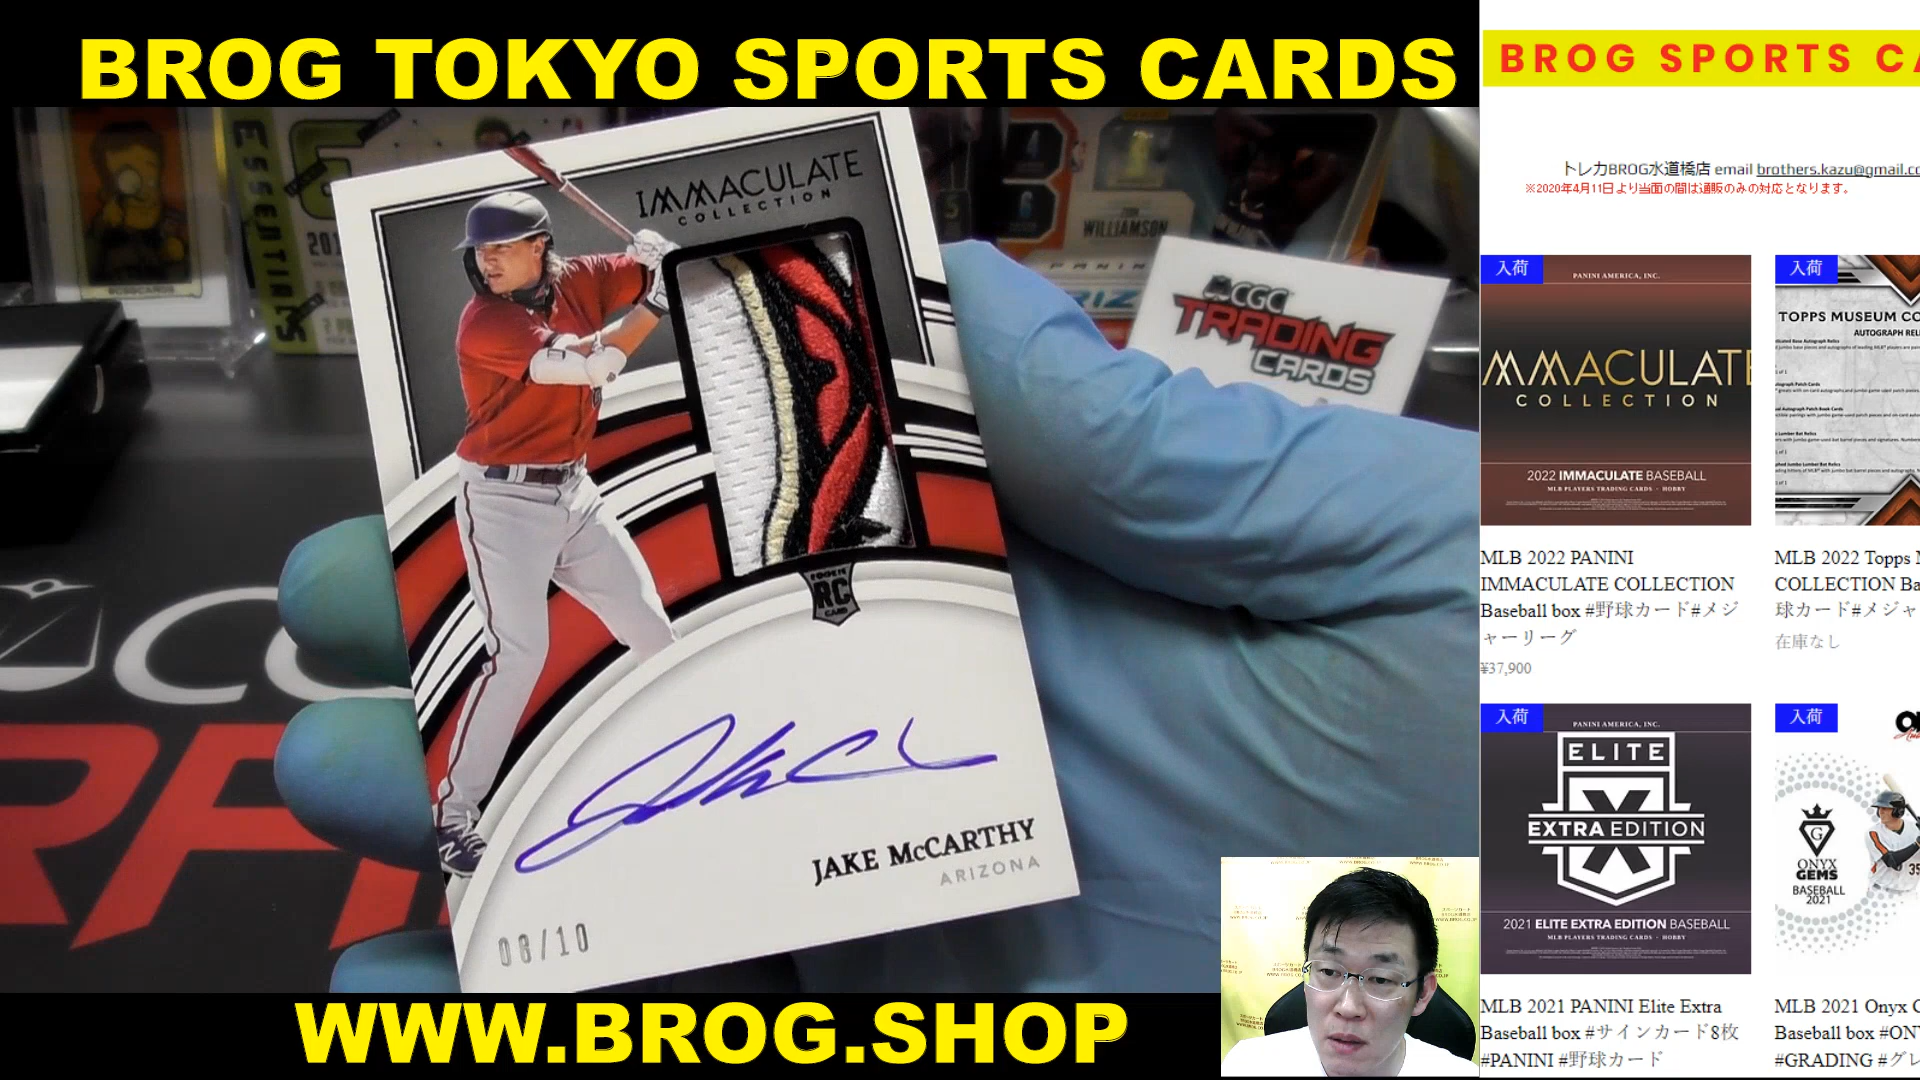 BROG TOKYO SPORTS CARDS
BROG SPORTS CA
トレカBROG水道橋店 email brothers.kazu@gmail.co
※2020年4月11日より当面の間は通販のみの対応となります。
ESSENTIALS
201
WILLIAMSON
PANINI
CGC
TRADING
CARDS
IMMACULATE
COLLECTION
ROOKIE
RC
CARD
JAKE McCARTHY
ARIZONA
08/10
入荷
PANINI AMERICA, INC.
IMMACULATE
COLLECTION
2022 IMMACULATE BASEBALL
MLB PLAYERS TRADING CARDS · HOBBY
MLB 2022 PANINI
IMMACULATE COLLECTION
Baseball box #野球カード#メジ
ャーリーグ
¥37,900
入荷
TOPPS MUSEUM CO
AUTOGRAPH REL
MLB 2022 Topps M
COLLECTION Ba
球カード#メジャ
在庫なし
入荷
PANINI AMERICA, INC.
ELITE
X
EXTRA EDITION
2021 ELITE EXTRA EDITION BASEBALL
MLB PLAYERS TRADING CARDS · HOBBY
MLB 2021 PANINI Elite Extra
Baseball box #サインカード8枚
#PANINI #野球カード
入荷
G
ONYX
GEMS
BASEBALL
2021
35
MLB 2021 Onyx G
Baseball box #ON
#GRADING #グレ
WWW.BROG.SHOP